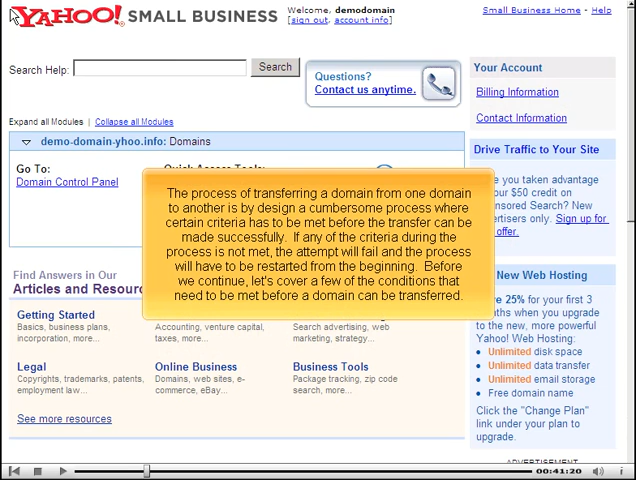 YAHOO! SMALL BUSINESS
Welcome, demodomain
[sign out, account info]
Small Business Home - Help
Search Help:
Search
Questions?
Contact us anytime.
Expand all Modules | Collapse all Modules
demo-domain-yhoo.info: Domains
Go To:
Quick Access Tools:
Domain Control Panel
The process of transferring a domain from one domain
to another is by design a cumbersome process where
certain criteria has to be met before the transfer can be
made successfully. If any of the criteria during the
process is not met, the attempt will fail and the process
will have to be restarted from the beginning. Before
we continue, let's cover a few of the conditions that
need to be met before a domain can be transferred.
Find Answers in Our
Articles and
Getting Started
Basics, business plans,
incorporation, more...
Accounting, venture capital,
taxes, more...
Search advertising, web
marketing, strategy...
Legal
Copyrights, trademarks, patents,
employment law...
Online Business
Domains, web sites, e-
commerce, eBay...
Business Tools
Package tracking, zip code
search, more...
See more resources
Your Account
Billing Information
Contact Information
Drive Traffic to Your Site
you taken advantage
your $50 credit on
Search? New
Sign up for
offer.
New Web Hosting
25% for your first 3
when you upgrade
to the new, more powerful
Yahoo! Web Hosting:
Unlimited disk space
Unlimited data transfer
Unlimited email storage
Free domain name
Click the "Change Plan"
link under your plan to
upgrade.
ADVERTISEMENT
00:41:20